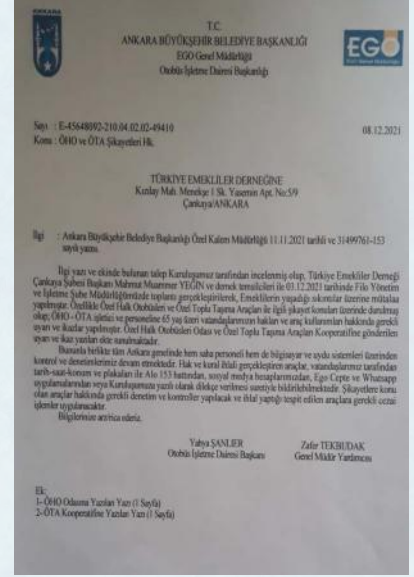 ANKARA
T.C.
ANKARA BÜYÜKŞEHİR BELEDİYE BAŞKANLIĞI
EGO Genel Müdürlüğü
Otobüs İşletme Dairesi Başkanlığı
EGO
Sayı : E-45648092-210.04.02.02-49410
08.12.2021
Konu : ÖHO ve ÖTA Şikayetleri Hk.
TÜRKİYE EMEKLİLER DERNEĞİNE
Kızılay Mah. Menekşe 1 Sk. Yasemin Apt. No:5/9
Çankaya/ANKARA
İlgi : Ankara Büyükşehir Belediye Başkanlığı Özel Kalem Müdürlüğü 11.11.2021 tarihli ve 31499761-153
sayılı yazısı.
İlgi yazı ve ekinde bulunan talep Kuruluşumuz tarafından incelenmiş olup, Türkiye Emekliler Derneği
Çankaya Şubesi Başkanı Mahmut Muammer YEĞİN ve dernek temsilcileri ile 03.12.2021 tarihinde Filo Yönetim
ve İşletme Şube Müdürlüğümüzde toplantı gerçekleştirilerek, Emeklilerin yaşadığı sıkıntılar üzerine mütalaa
yapılmıştır. Özellikle Özel Halk Otobüsleri ve Özel Toplu Taşıma Araçları ile ilgili şikayet konuları üzerinde durulmuş
olup; ÖHO - ÖTA işletici ve personeline 65 yaş üzeri vatandaşlarımızın hakları ve araç kullanımları hakkında gerekli
uyarı ve ikazlar yapılmıştır. Özel Halk Otobüsleri Odası ve Özel Toplu Taşıma Araçları Kooperatifine gönderilen
uyarı ve ikaz yazıları ekte sunulmaktadır.
Bununla birlikte tüm Ankara genelinde hem saha personeli hem de bilgisayar ve uydu sistemleri üzerinden
kontrol ve denetimlerimiz devam etmektedir. Hak ve kural ihlali gerçekleştiren araçlar, vatandaşlarımız tarafından
tarih-saat-konum ve plakaları ile Alo 153 hattından, sosyal medya hesaplarımızdan, Ego Cepte ve Whatsapp
uygulamalarından veya Kuruluşumuza yazılı olarak dilekçe verilmesi suretiyle bildirilebilmektedir. Şikayetlere konu
olan araçlar hakkında gerekli denetim ve kontroller yapılacak ve ihlal yaptığı tespit edilen araçlara gerekli cezai
işlemler uygulanacaktır.
Bilgilerinize arz/rica ederiz.
Yahya ŞANLIER
Otobüs İşletme Dairesi Başkanı
Zafer TEKBUDAK
Genel Müdür Yardımcısı
Ek:
1- ÖHO Odasına Yazılan Yazı (1 Sayfa)
2- ÖTA Kooperatifine Yazılan Yazı (1 Sayfa)